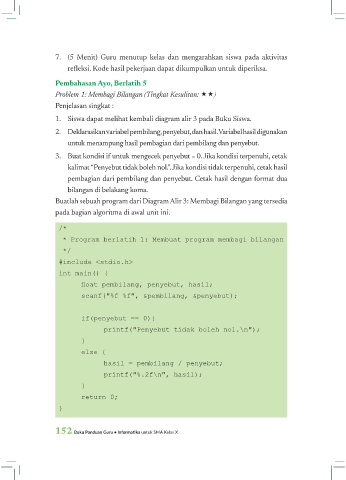 7. (5 Menit) Guru menutup kelas dan mengarahkan siswa pada aktivitas
refleksi. Kode hasil pekerjaan dapat dikumpulkan untuk diperiksa.
Pembahasan Ayo, Berlatih 5
Problem 1: Membagi Bilangan (Tingkat Kesulitan: ★★)
Penjelasan singkat :
1. Siswa dapat melihat kembali diagram alir 3 pada Buku Siswa.
2. Deklarasikan variabel pembilang, penyebut, dan hasil. Variabel hasil digunakan
untuk menampung hasil pembagian dari pembilang dan penyebut.
3. Buat kondisi if untuk mengecek penyebut = 0. Jika kondisi terpenuhi, cetak
kalimat “Penyebut tidak boleh nol.”. Jika kondisi tidak terpenuhi, cetak hasil
pembagian dari pembilang dan penyebut. Cetak hasil dengan format dua
bilangan di belakang koma.
Buatlah sebuah program dari Diagram Alir 3: Membagi Bilangan yang tersedia
pada bagian algoritma di awal unit ini.
/*
* Program berlatih 1: Membuat program membagi bilangan
*/
#include <stdio.h>
int main() {
float pembilang, penyebut, hasil;
scanf("%f %f", &pembilang, &penyebut);
if(penyebut == 0){
printf("Penyebut tidak boleh nol.\n");
}
else {
hasil = pembilang / penyebut;
printf("%.2f\n", hasil);
}
return 0;
}
152 Buku Panduan Guru • Informatika untuk SMA Kelas X